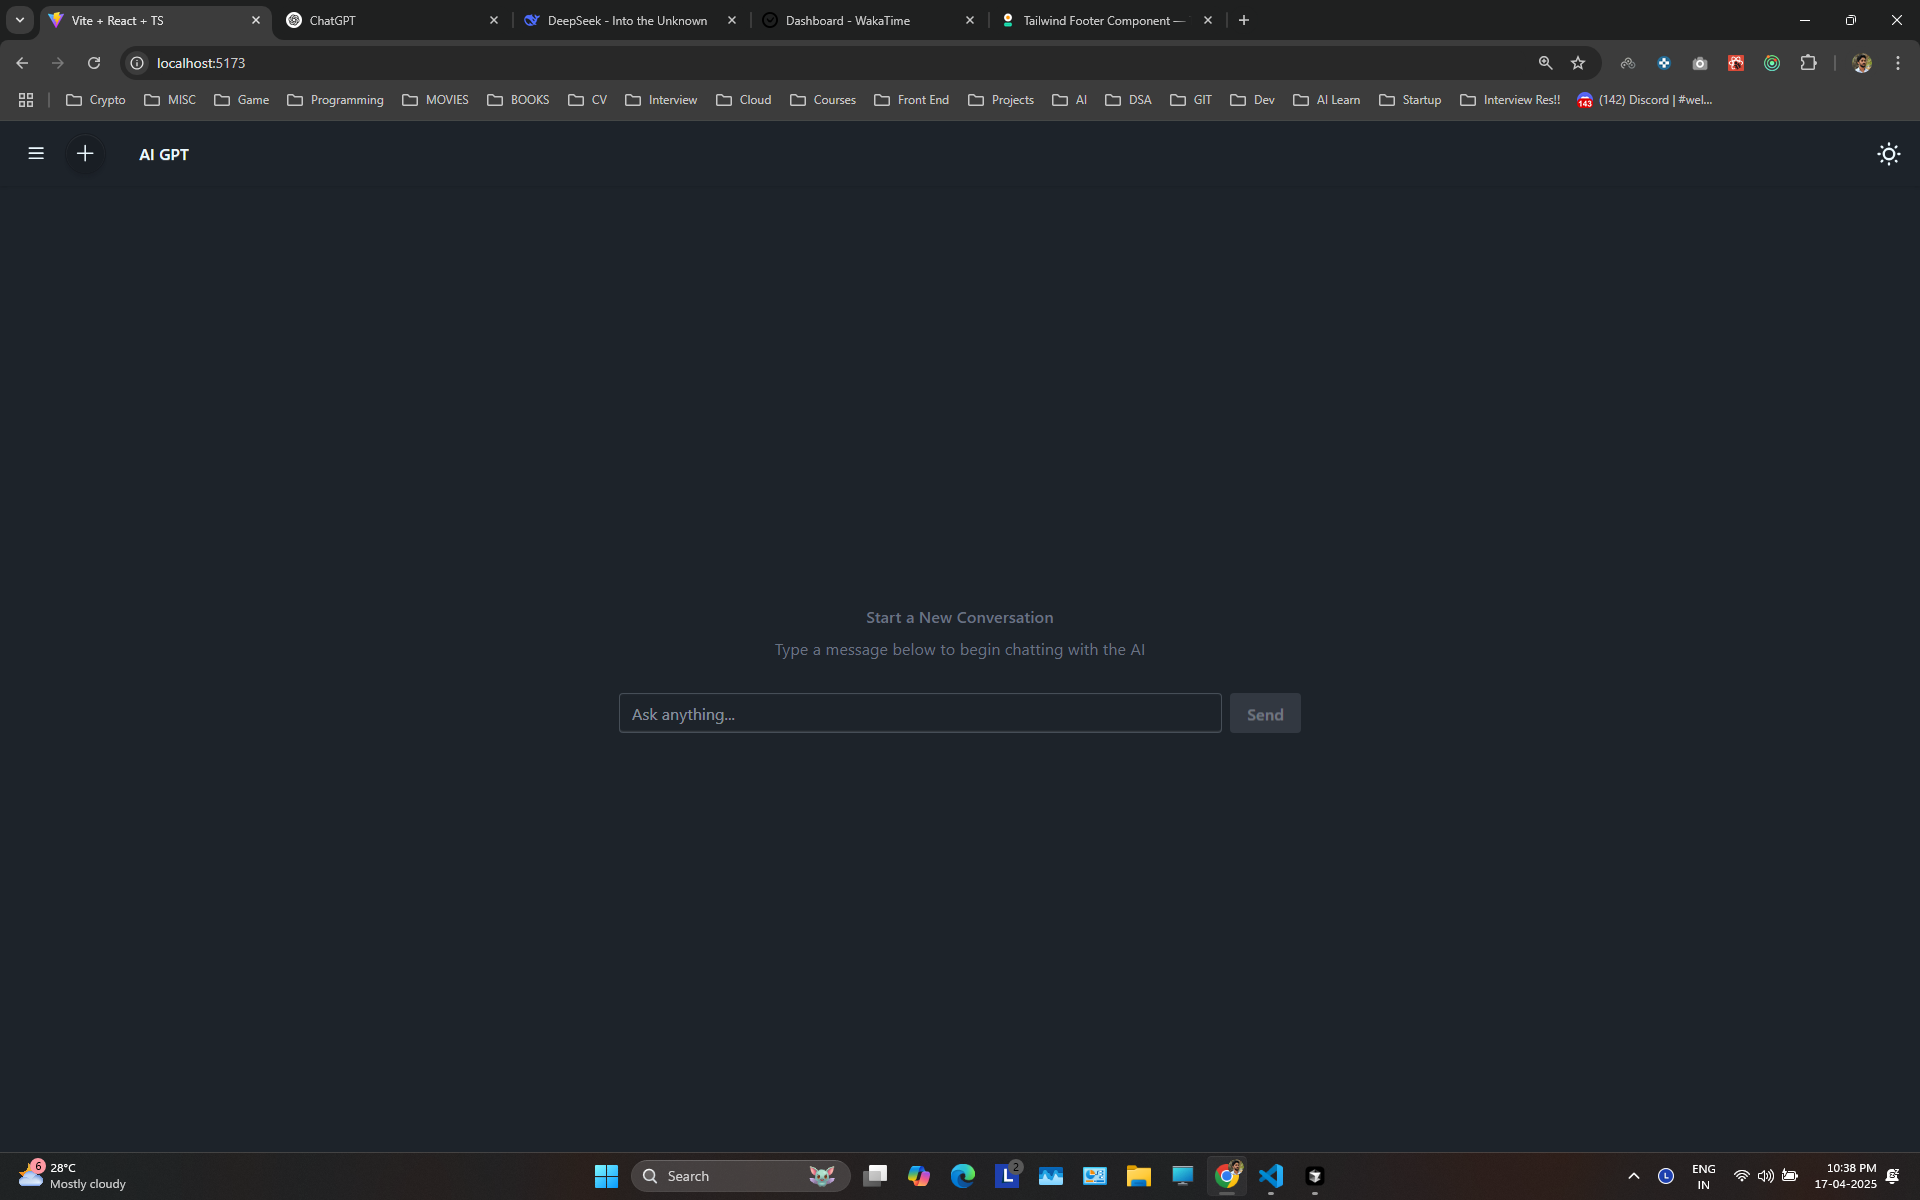 Vite + React + TS
ChatGPT
DeepSeek - Into the Unknown
Dashboard - WakaTime
Tailwind Footer Component —
localhost:5173
Crypto
MISC
Game
Programming
MOVIES
BOOKS
CV
Interview
Cloud
Courses
Front End
Projects
AI
DSA
GIT
Dev
AI Learn
Startup
Interview Res!!
143
(142) Discord | #wel...
AI GPT
Start a New Conversation
Type a message below to begin chatting with the AI
Ask anything...
Send
6
28°C
Mostly cloudy
Search
L
2
L
ENG
IN
10:38 PM
17-04-2025